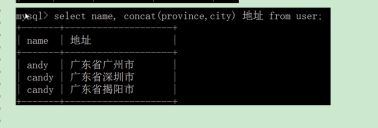 mysql> select name, concat(province,city) 地址 from user;
+-------+--------------------+
| name | 地址 |
+-------+--------------------+
| andy | 广东省广州市 |
| candy | 广东省深圳市 |
| candy | 广东省揭阳市 |
+-------+--------------------+